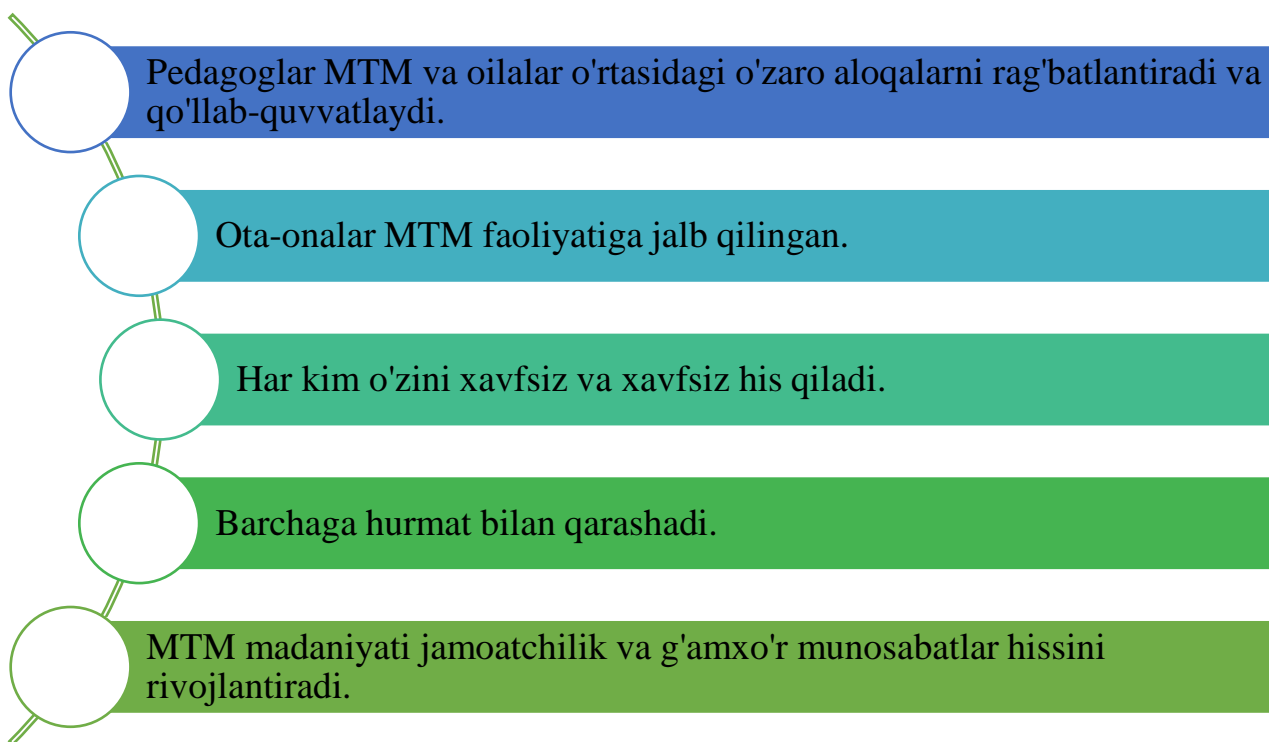 Pedagoglar MTM va oilalar o'rtasidagi o'zaro aloqalarni rag'batlantiradi va
qo'llab-quvvatlaydi.
Ota-onalar MTM faoliyatiga jalb qilingan.
Har kim o'zini xavfsiz va xavfsiz his qiladi.
Barchaga hurmat bilan qarashadi.
MTM madaniyati jamoatchilik va g'amxo'r munosabatlar hissini
rivojlantiradi.